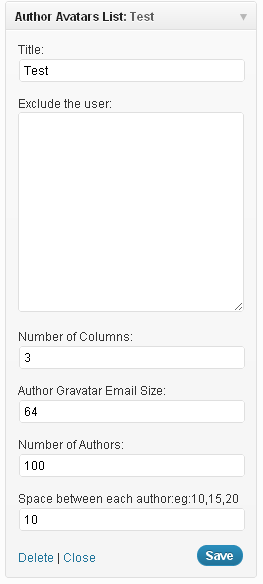 Author Avatars List: Test
Title:
Test
Exclude the user:
Number of Columns:
3
Author Gravatar Email Size:
64
Number of Authors:
100
Space between each author:eg:10,15,20
10
Delete | Close
Save